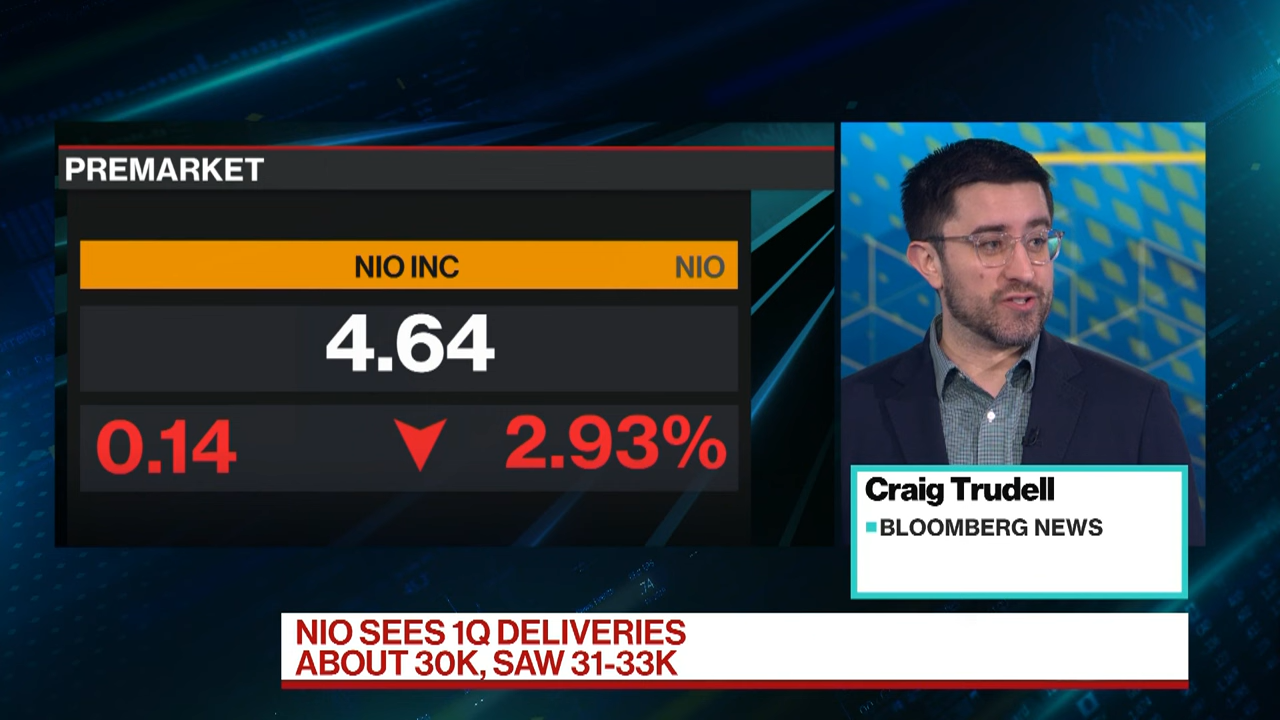 PREMARKET
NIO INC NIO
4.64
0.14 2.93%
Craig Trudell
BLOOMBERG NEWS
NIO SEES 1Q DELIVERIES
ABOUT 30K, SAW 31-33K